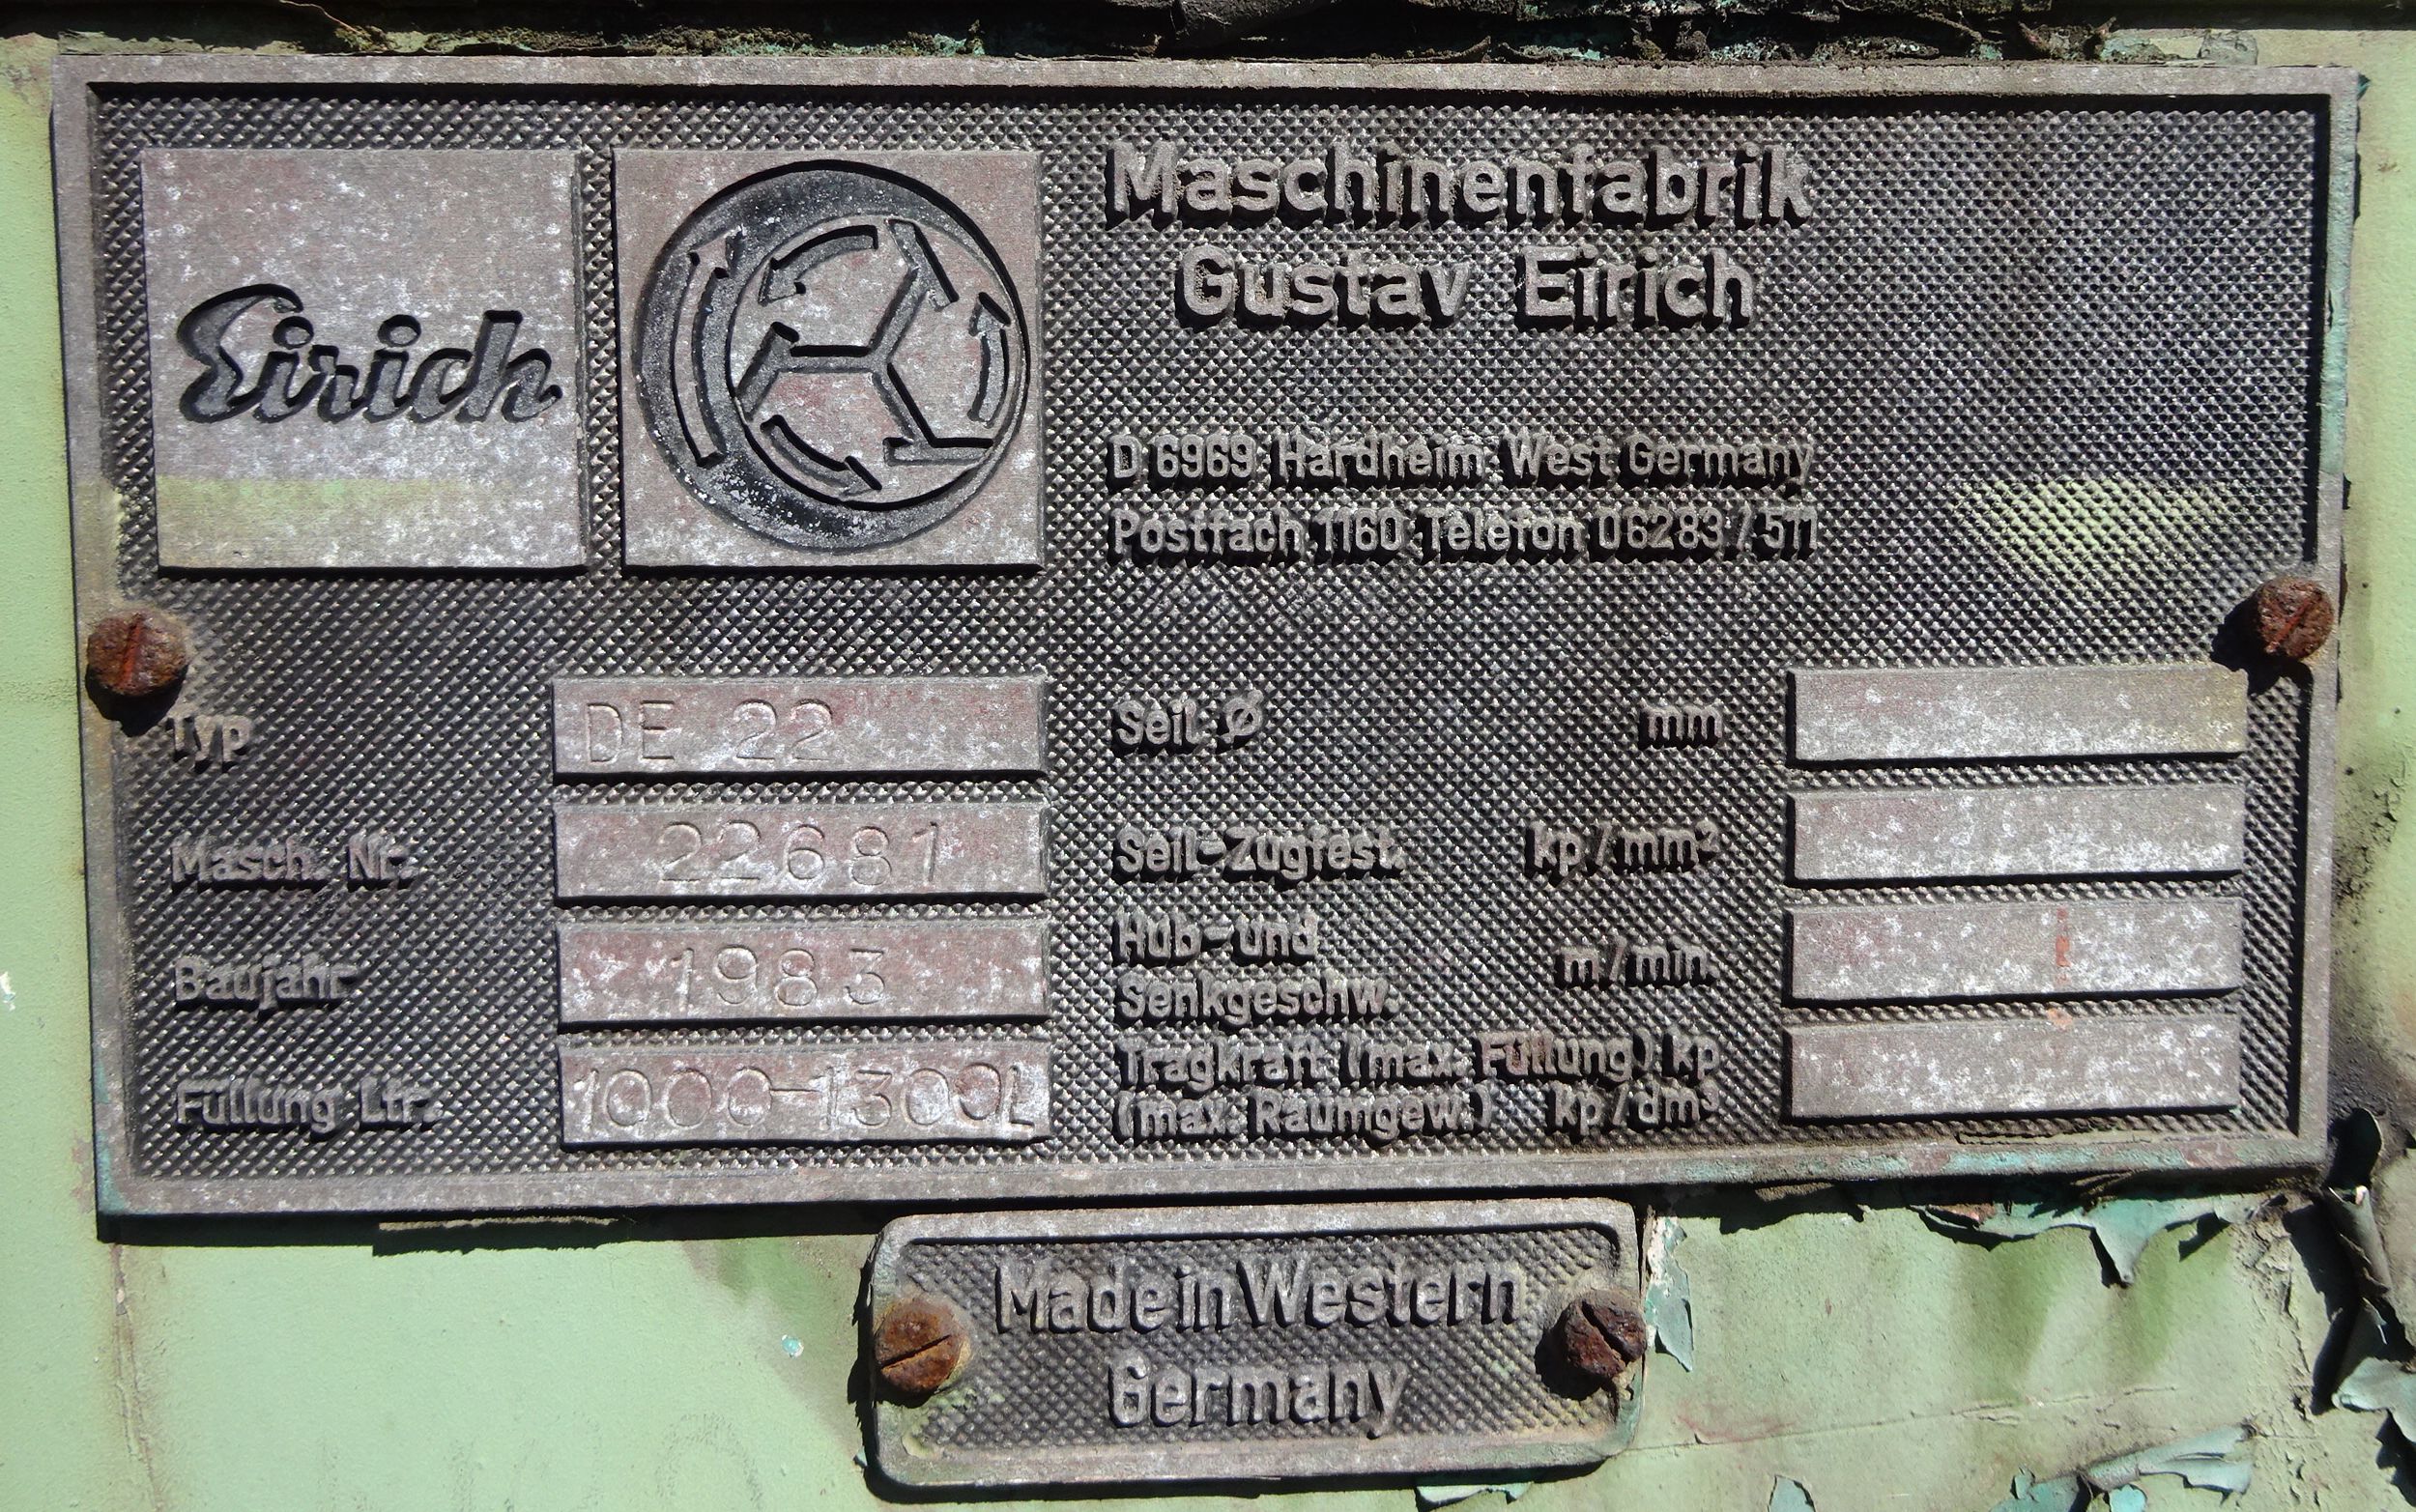 Eirich
Maschinenfabrik
Gustav Eirich
D 6969 Hardheim West Germany
Postfach 1160 Telefon 06283/511
Typ DE 22
Masch. Nr. 22681
Baujahr 1983
Füllung Ltr. 1000-1300L
Seil Ø mm
Seil-Zugfest. kp/mm²
Hub- und
Senkgeschw. m/min.
Tragkraft (max. Füllung) kp
(max. Raumgew.) kp/dm³
Made in Western
Germany